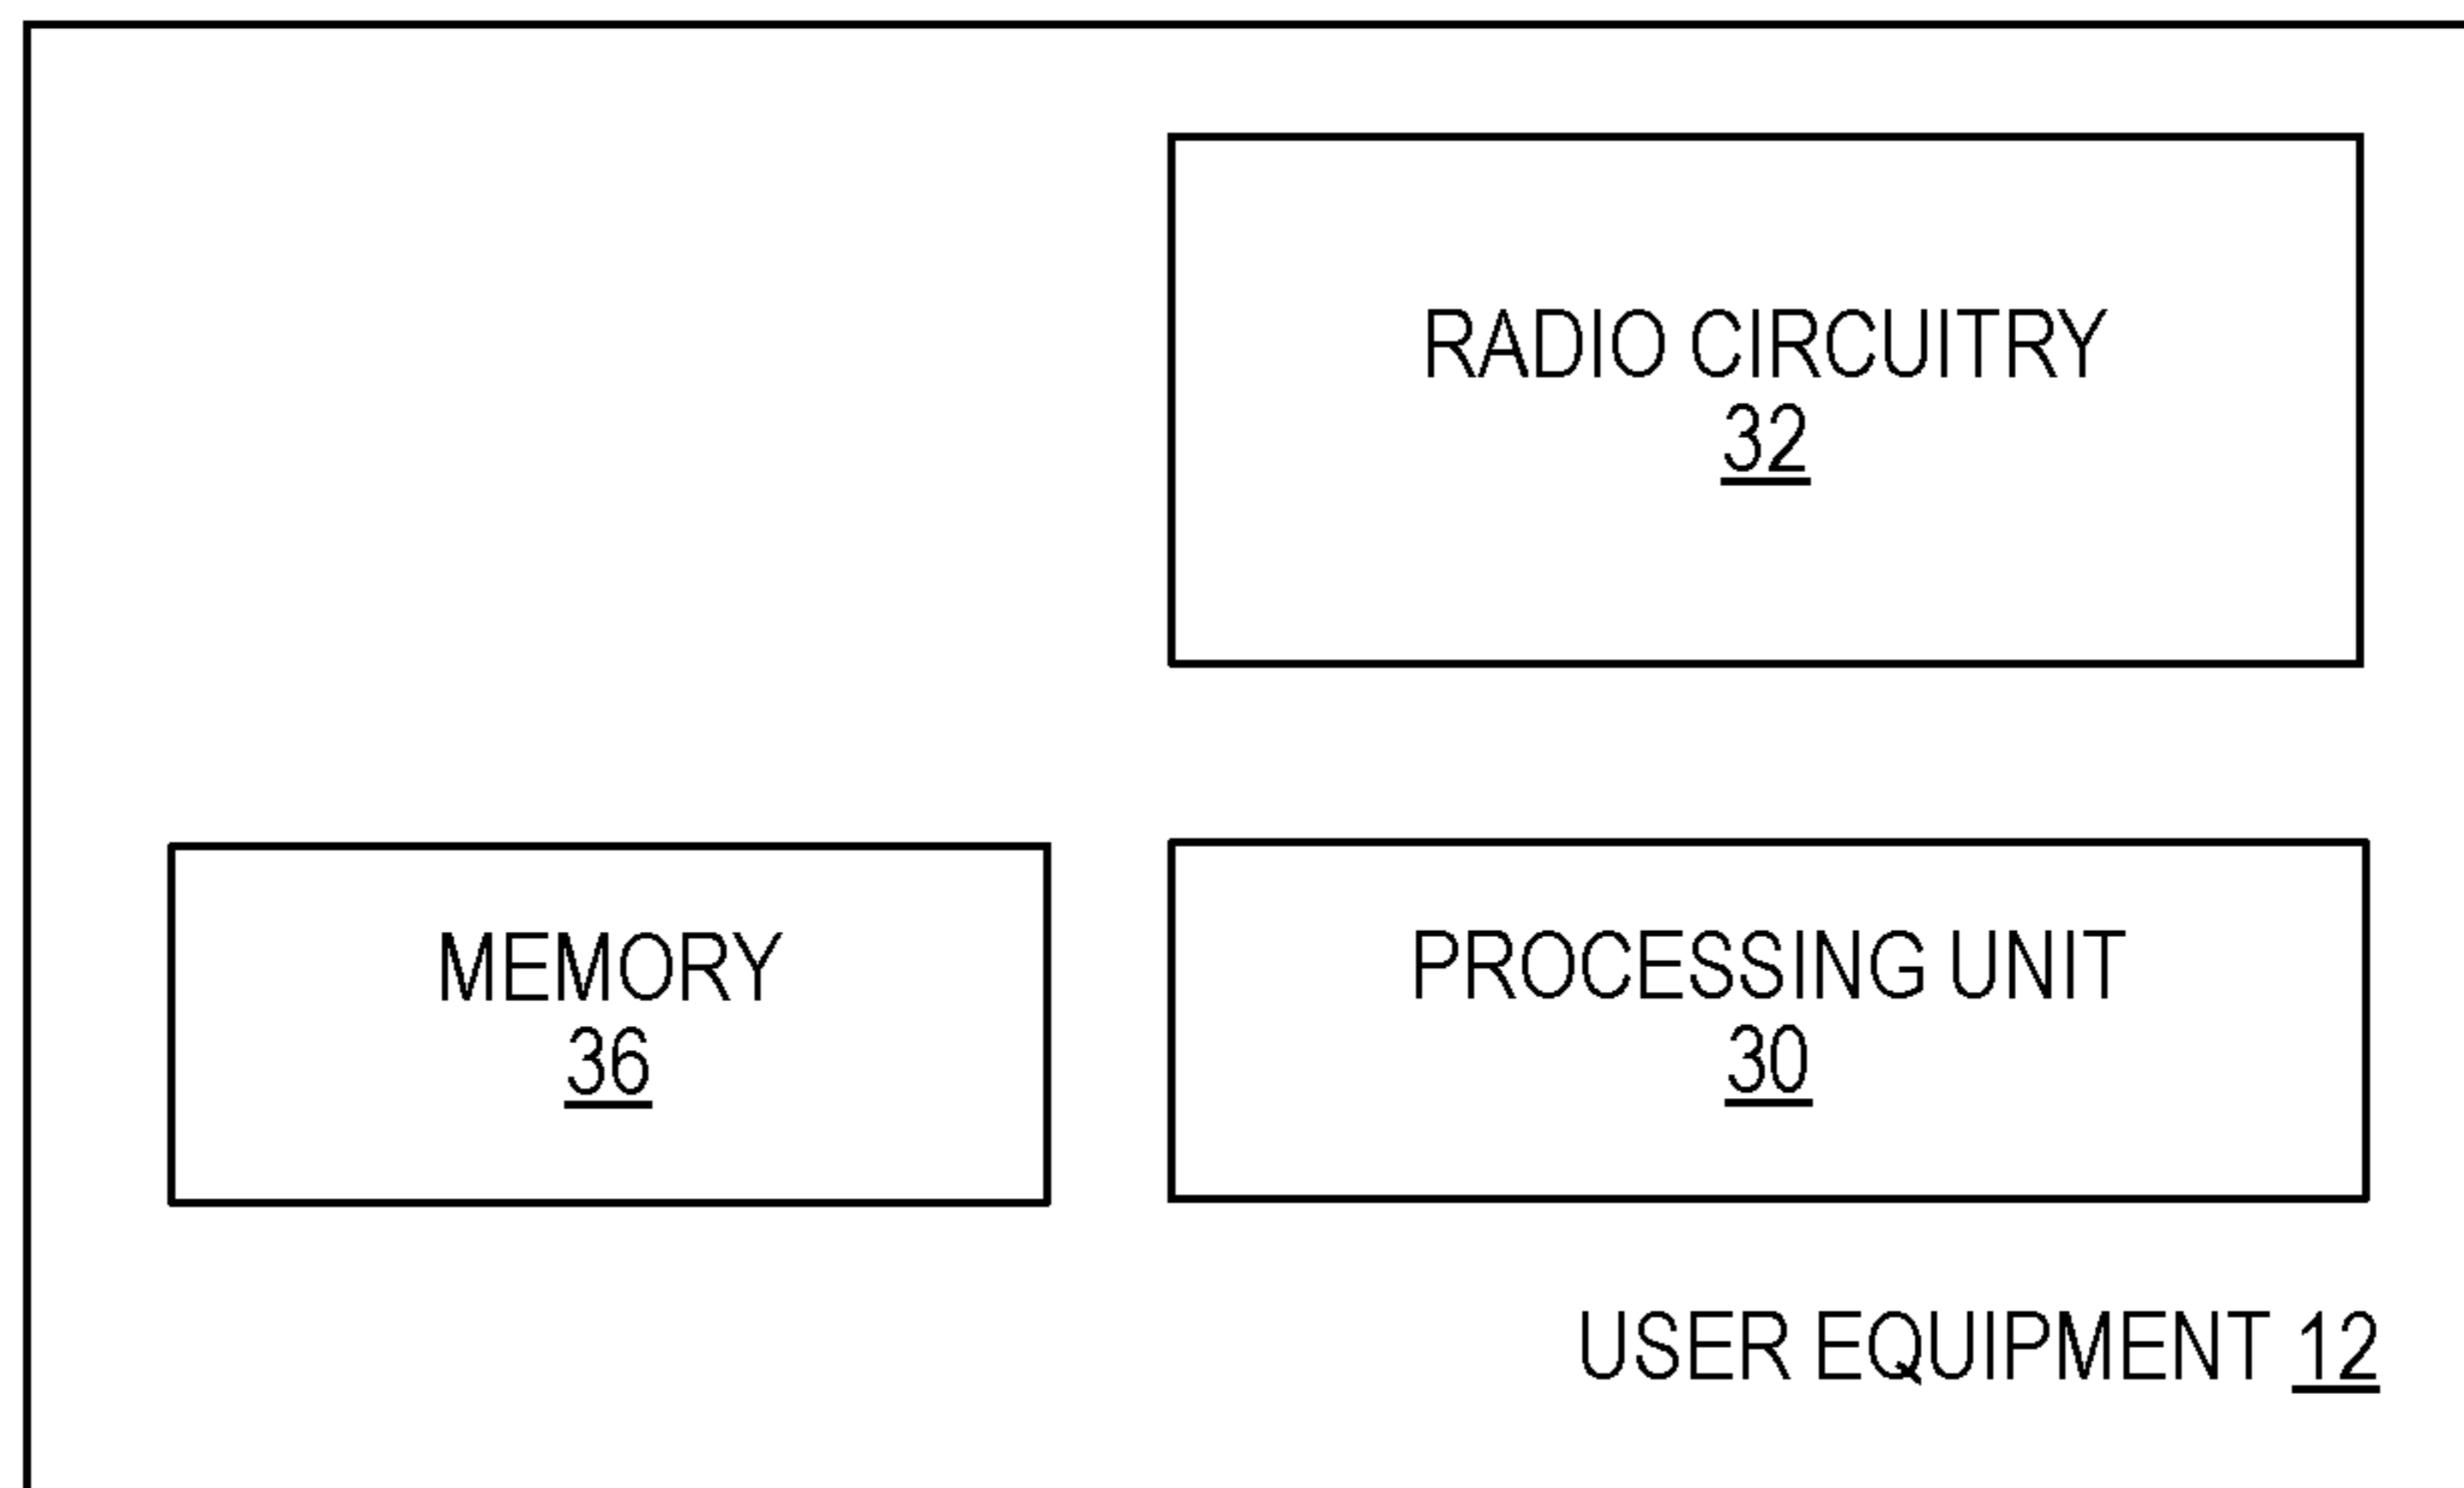 RADIO CIRCUITRY
32
MEMORY
36
PROCESSING UNIT
30
USER EQUIPMENT 12